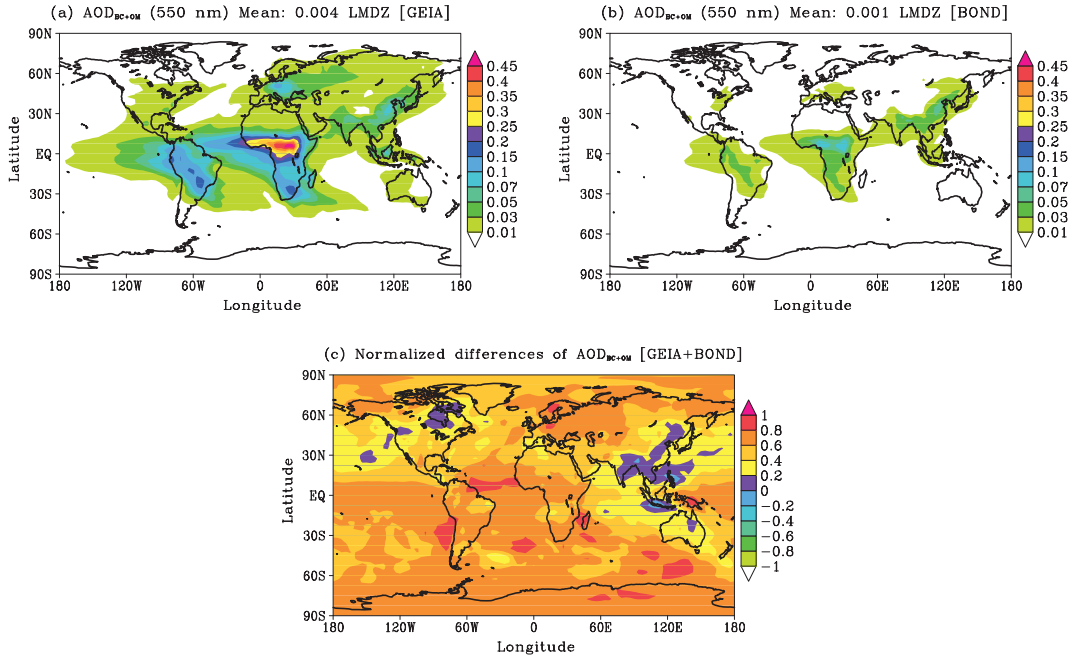 (a) AOD BC+OM (550 nm) Mean: 0.004 LMDZ [GEIA]
90N
60N
30N
EQ
30S
60S
90S
Latitude
180
120W
60W
0
60E
120E
180
Longitude
0.45
0.4
0.35
0.3
0.25
0.2
0.15
0.1
0.07
0.05
0.03
0.01
(b) AOD BC+OM (550 nm) Mean: 0.001 LMDZ [BOND]
90N
60N
30N
EQ
30S
60S
90S
Latitude
180
120W
60W
0
60E
120E
180
Longitude
0.45
0.4
0.35
0.3
0.25
0.2
0.15
0.1
0.07
0.05
0.03
0.01
(c) Normalized differences of AOD BC+OM [GEIA+BOND]
90N
60N
30N
EQ
30S
60S
90S
Latitude
180
120W
60W
0
60E
120E
180
Longitude
1
0.8
0.6
0.4
0.2
0
−0.2
−0.4
−0.6
−0.8
−1